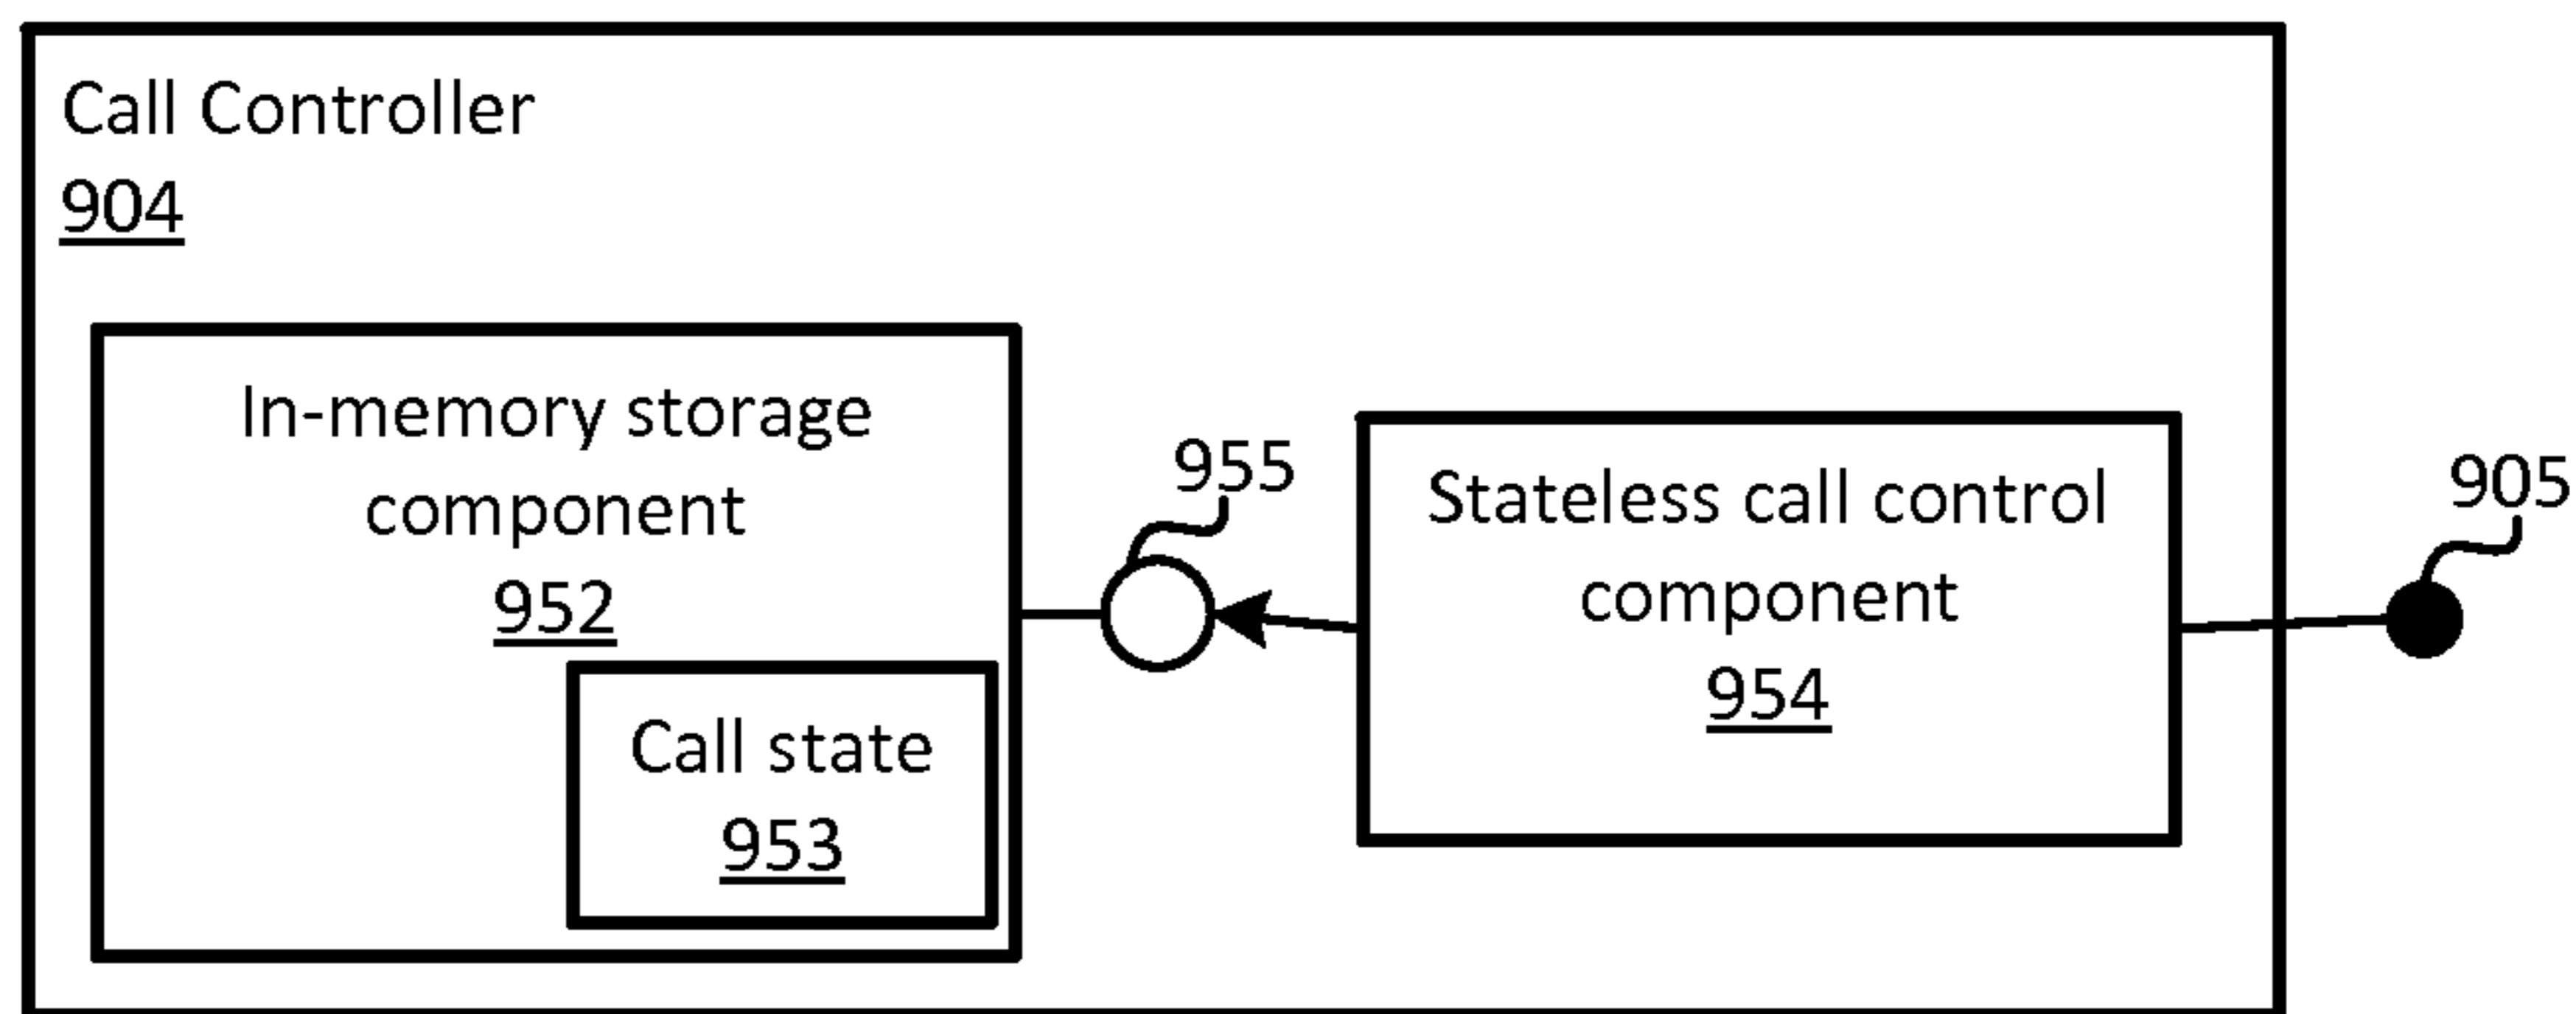 Call Controller
904
In-memory storage
component
952
Call state
953
955
Stateless call control
component
954
905